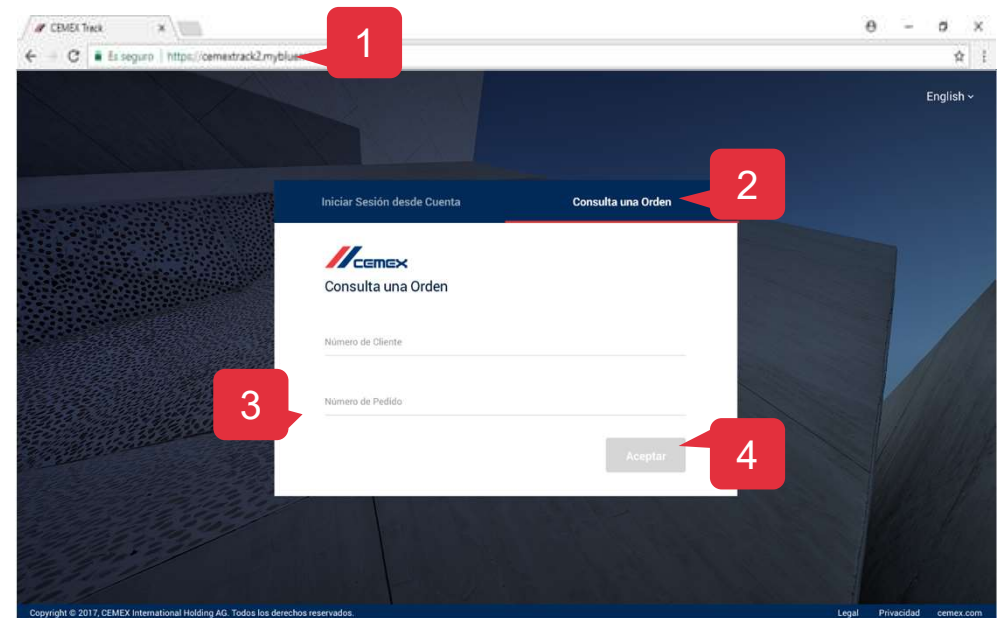 CEMEX Track
Es seguro | https://cemextrack2.myblue
1
English
2
Iniciar Sesión desde Cuenta
Consulta una Orden
CEMEX
Consulta una Orden
Número de Cliente
3
Número de Pedido
Aceptar
4
Copyright © 2017, CEMEX International Holding AG. Todos los derechos reservados.
Legal Privacidad cemex.com